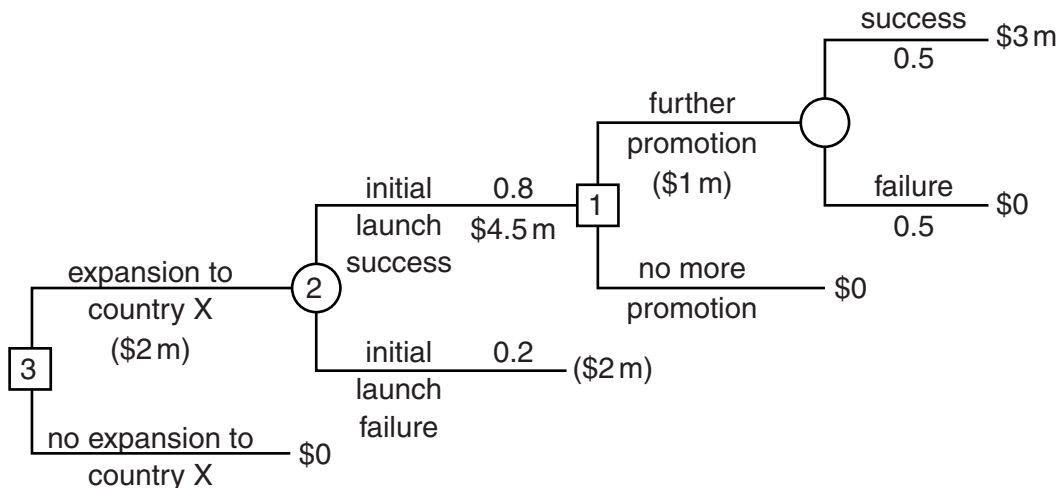 success
0.5
$3 m
further
promotion
($1 m)
failure
0.5
$0
initial
launch
success
0.8
$4.5 m
1
no more
promotion
$0
expansion to
country X
($2 m)
2
initial
launch
failure
0.2
($2 m)
3
no expansion to
country X
$0